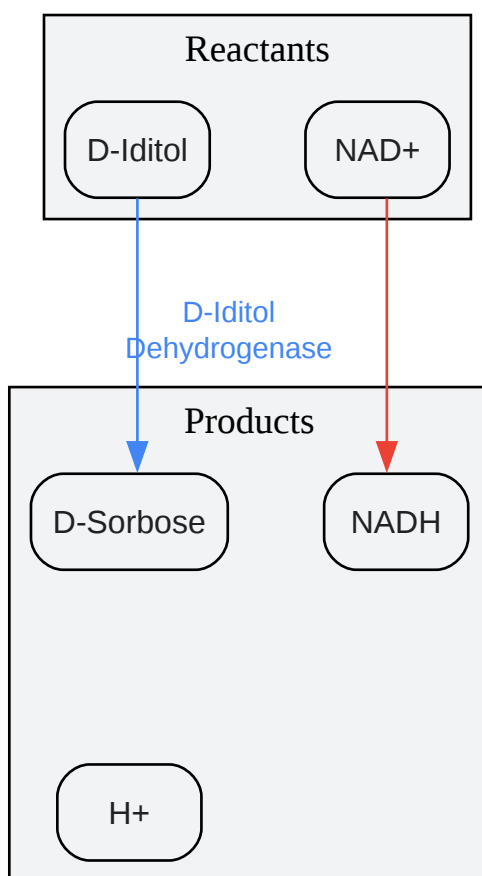 Reactants
D-Iditol
NAD+
D-Iditol
Dehydrogenase
Products
D-Sorbose
NADH
H+